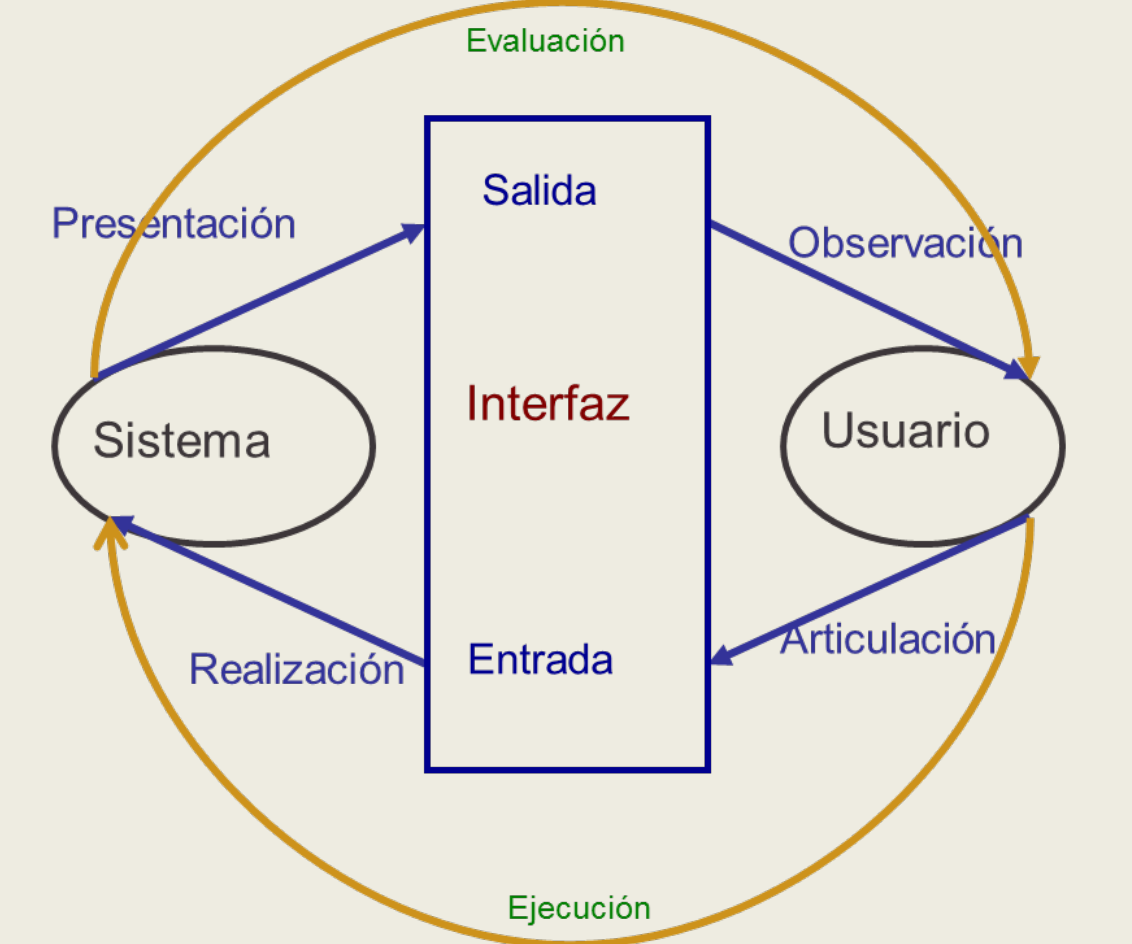 Evaluación
Salida
Presentación
Observación
Interfaz
Sistema
Usuario
Articulación
Entrada
Realización
Ejecución